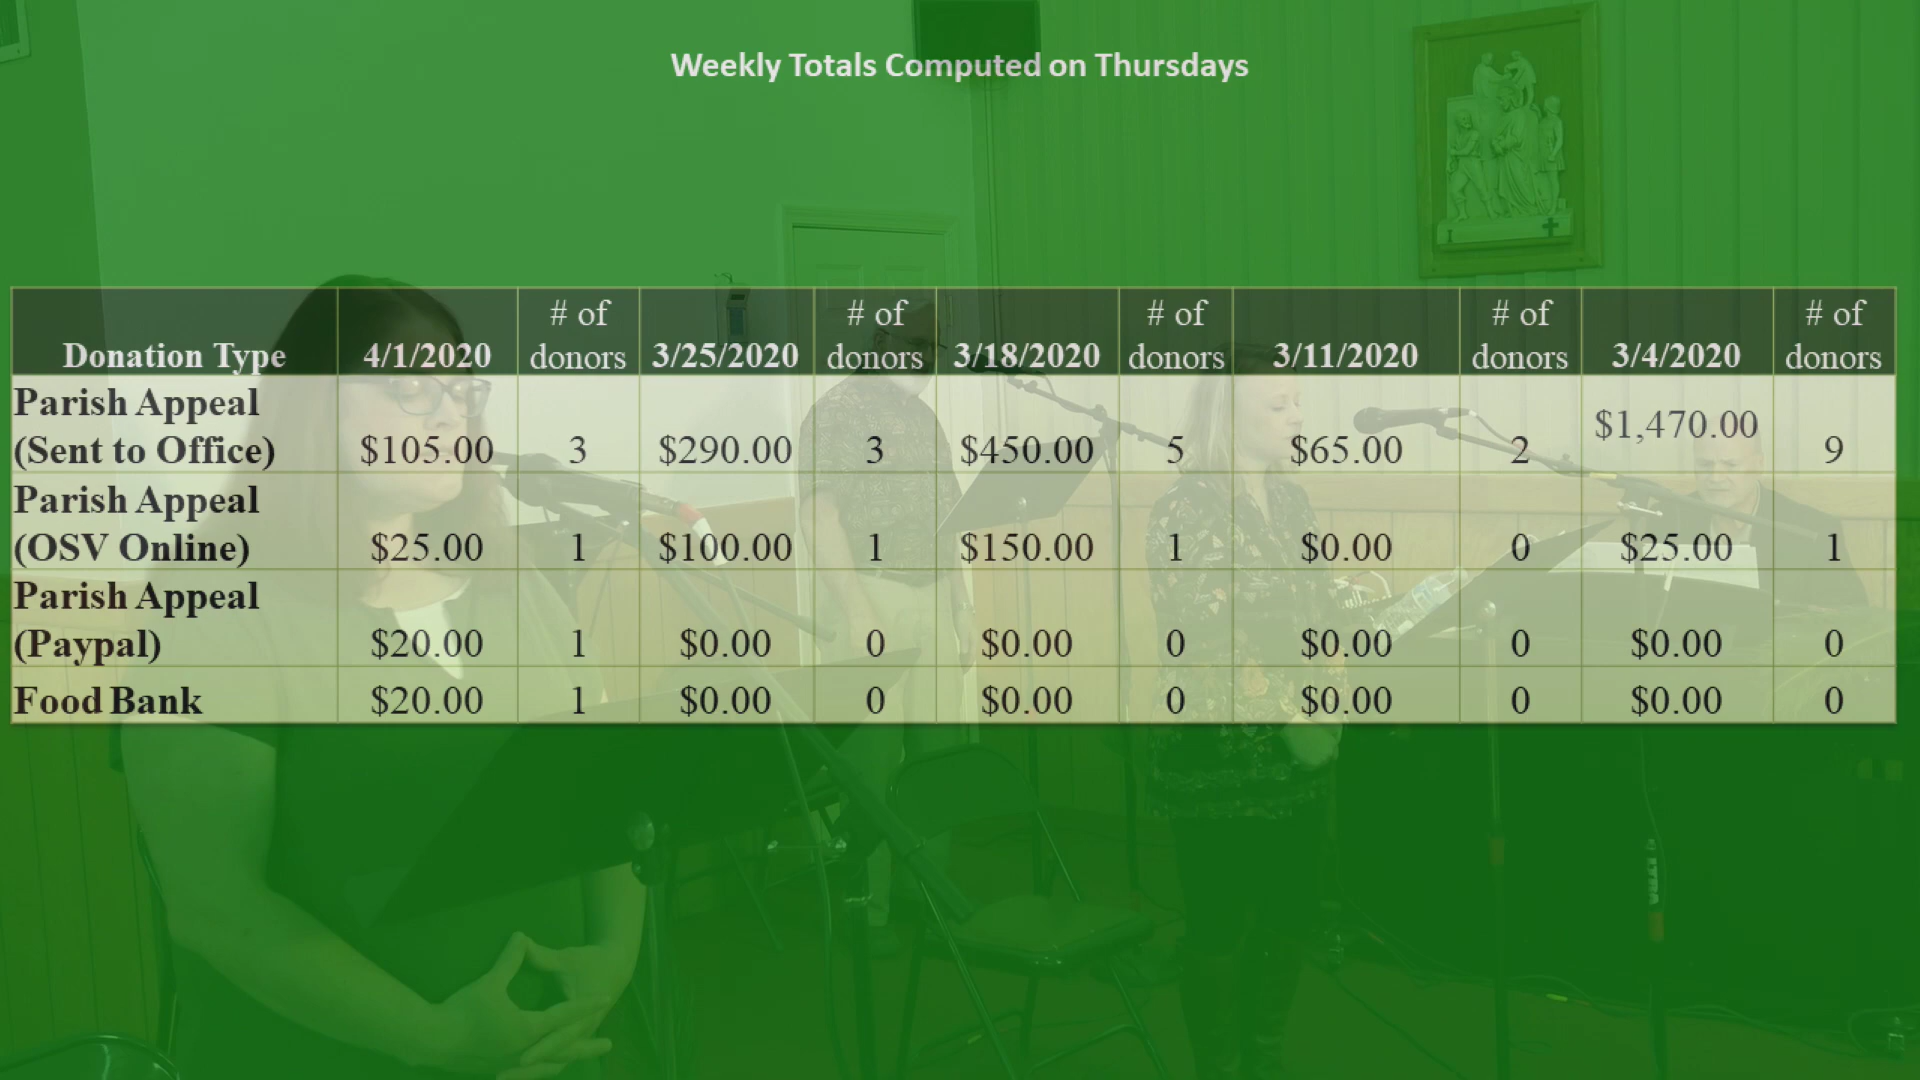 Weekly Totals Computed on Thursdays
# of # of # of # of # of
Donation Type 4/1/2020 donors 3/25/2020 donors 3/18/2020 donors 3/11/2020 donors 3/4/2020 donors
Parish Appeal
(Sent to Office) $105.00 3 $290.00 3 $450.00 5 $65.00 2 $1,470.00 9
Parish Appeal
(OSV Online) $25.00 1 $100.00 1 $150.00 1 $0.00 0 $25.00 1
Parish Appeal
(Paypal) $20.00 1 $0.00 0 $0.00 0 $0.00 0 $0.00 0
Food Bank $20.00 1 $0.00 0 $0.00 0 $0.00 0 $0.00 0
I